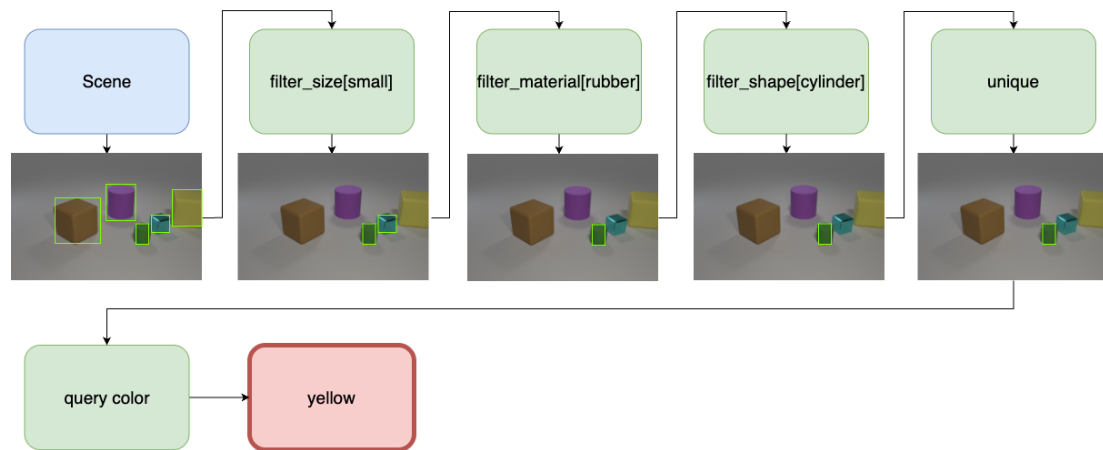 Scene
filter_size[small]
filter_material[rubber]
filter_shape[cylinder]
unique
query color
yellow